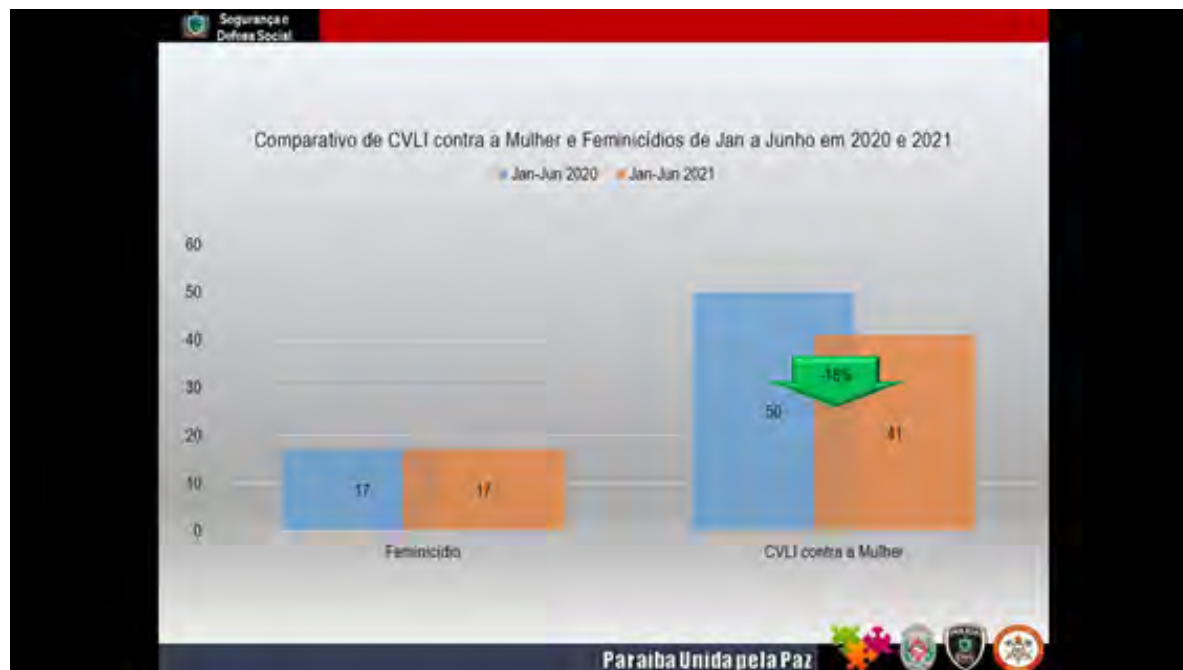 Segurança e
Defesa Social
Comparativo de CVLI contra a Mulher e Feminicídios de Jan a Junho em 2020 e 2021
Jan-Jun 2020 Jan-Jun 2021
60
50
40
30
20
10
0
-18%
50
41
17
17
Feminicídio
CVLI contra a Mulher
Paraíba Unida pela Paz